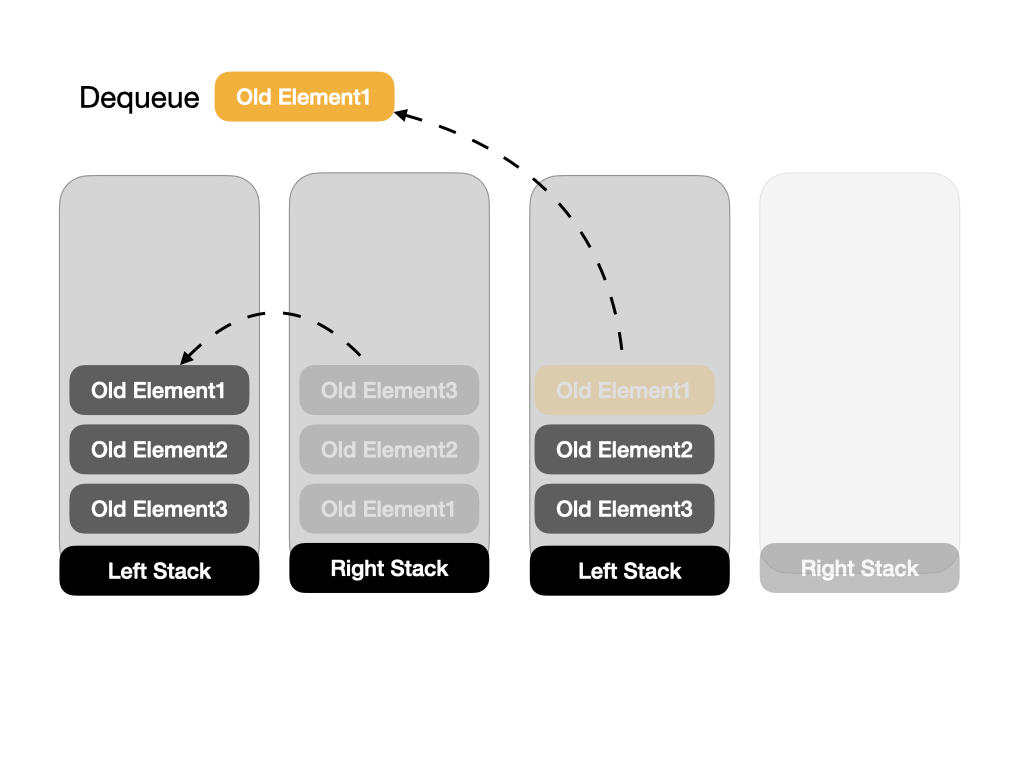 Dequeue Old Element1
Old Element1 Old Element3 Old Element1
Old Element2 Old Element2 Old Element2
Old Element3 Old Element1 Old Element3
Left Stack Right Stack Left Stack Right Stack